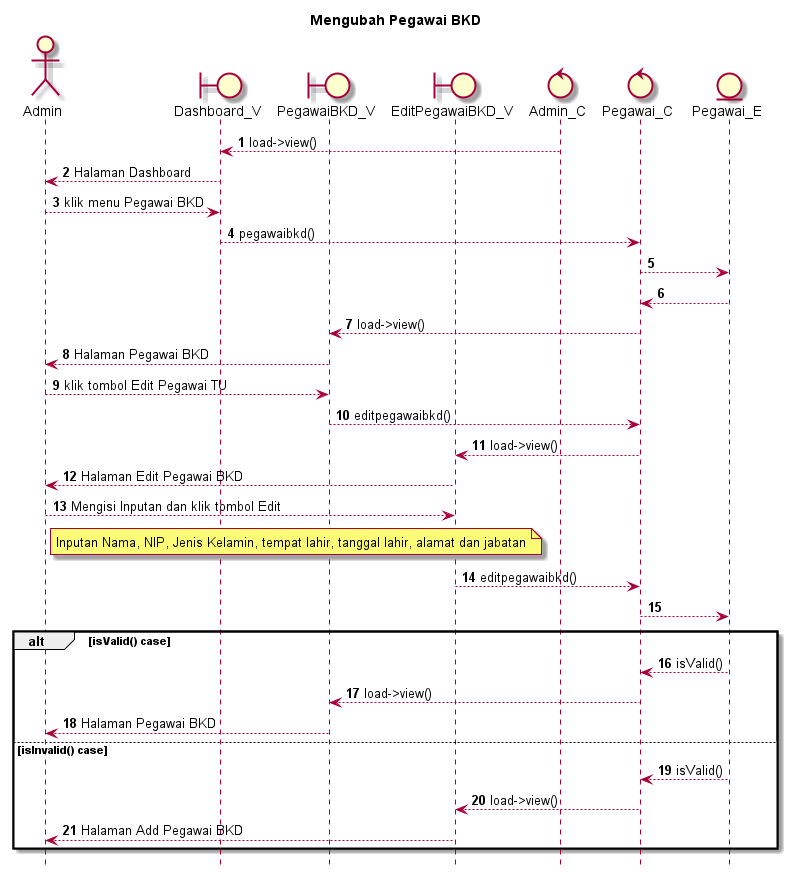 Mengubah Pegawai BKD
Admin
Dashboard_V
PegawaiBKD_V
EditPegawaiBKD_V
Admin_C
Pegawai_C
Pegawai_E
1 load->view()
2 Halaman Dashboard
3 klik menu Pegawai BKD
4 pegawaibkd()
5
6
7 load->view()
8 Halaman Pegawai BKD
9 klik tombol Edit Pegawai TU
10 editpegawaibkd()
11 load->view()
12 Halaman Edit Pegawai BKD
13 Mengisi Inputan dan klik tombol Edit
Inputan Nama, NIP, Jenis Kelamin, tempat lahir, tanggal lahir, alamat dan jabatan
14 editpegawaibkd()
15
alt [isValid() case]
16 isValid()
17 load->view()
18 Halaman Pegawai BKD
[isInvalid() case]
19 isValid()
20 load->view()
21 Halaman Add Pegawai BKD